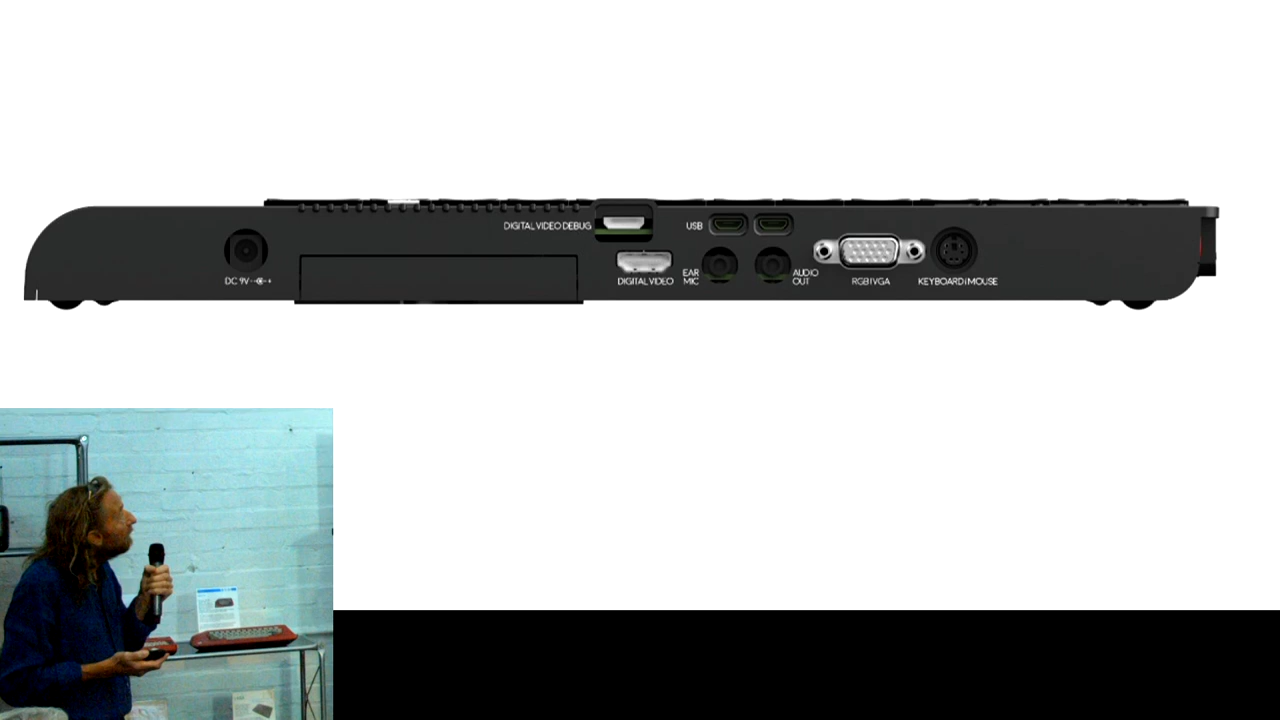 DIGITAL VIDEO DEBUG
USB
DC 9V
DIGITAL VIDEO
EAR
MIC
AUDIO
OUT
RGB/VGA
KEYBOARD/MOUSE